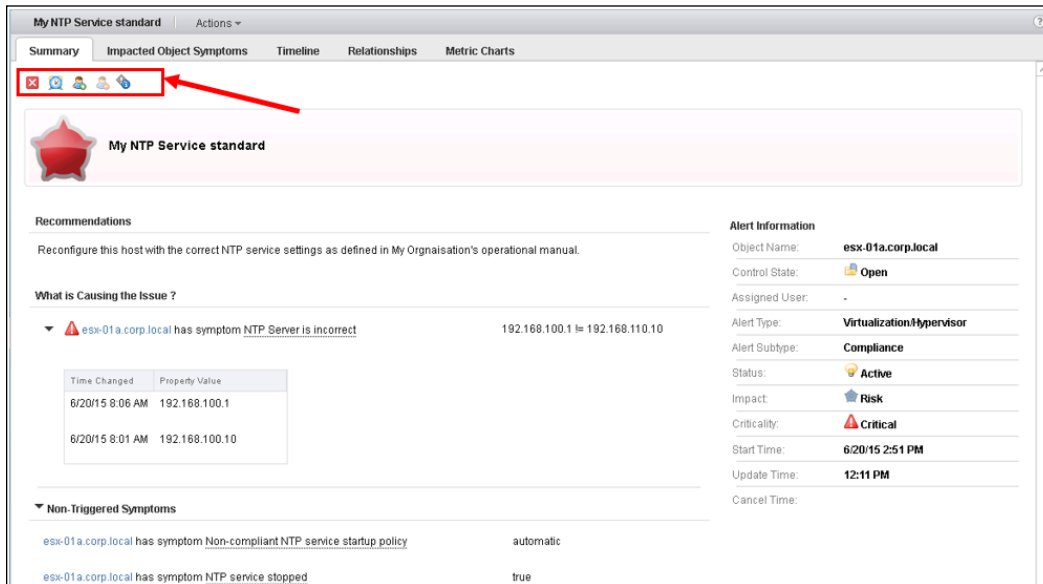 My NTP Service standard Actions
Summary Impacted Object Symptoms Timeline Relationships Metric Charts
My NTP Service standard
Recommendations
Reconfigure this host with the correct NTP service settings as defined in My Orgnaisation's operational manual.
What is Causing the Issue ?
esx-01a.corp.local has symptom NTP Server is incorrect 192.168.100.1 != 192.168.110.10
Time Changed Property Value
6/20/15 8:06 AM 192.168.100.1
6/20/15 8:01 AM 192.168.100.10
Non-Triggered Symptoms
esx-01a.corp.local has symptom Non-compliant NTP service startup policy automatic
esx-01a.corp.local has symptom NTP service stopped true
Alert Information
Object Name: esx-01a.corp.local
Control State: Open
Assigned User: -
Alert Type: Virtualization/Hypervisor
Alert Subtype: Compliance
Status: Active
Impact: Risk
Criticality: Critical
Start Time: 6/20/15 2:51 PM
Update Time: 12:11 PM
Cancel Time: